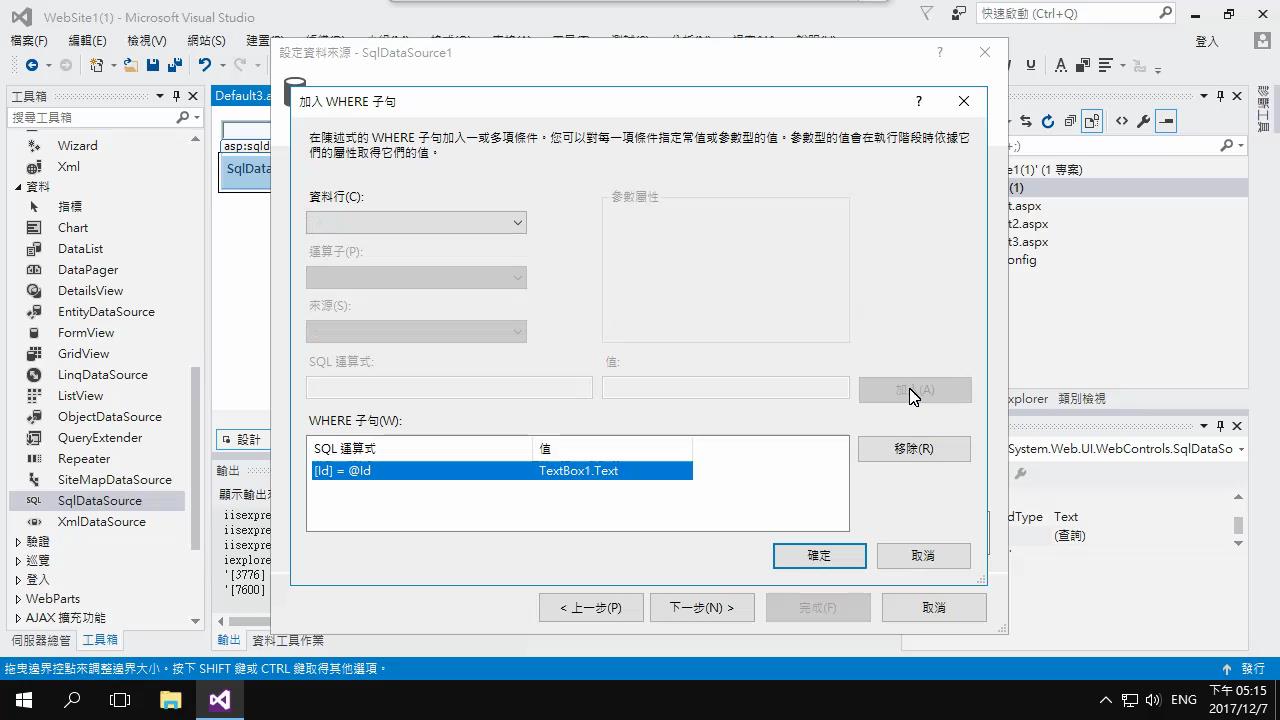 WebSite1(1) - Microsoft Visual Studio
快速啟動 (Ctrl+Q)
檔案(F)
編輯(E)
檢視(V)
網站(S)
登入
設定資料來源 - SqlDataSource1
工具箱
搜尋工具箱
Wizard
Xml
資料
指標
Chart
DataList
DataPager
DetailsView
EntityDataSource
FormView
GridView
LinqDataSource
ListView
ObjectDataSource
QueryExtender
Repeater
SiteMapDataSource
SqlDataSource
XmlDataSource
驗證
巡覽
登入
WebParts
AJAX 擴充功能
伺服器總管
工具箱
Default3.a
asp:sqld
SqlData
設計
輸出
顯示輸出來
iisexpre
iisexpre
iisexpre
iexplore
'[3776]
'[7600]
輸出
資料工具作業
加入 WHERE 子句
在陳述式的 WHERE 子句加入一或多項條件。您可以對每一項條件指定常值或參數型的值。參數型的值會在執行階段時依據它
們的屬性取得它們的值。
資料行(C):
參數屬性
運算子(P):
來源(S):
SQL 運算式:
值:
加入(A)
WHERE 子句(W):
SQL 運算式
值
[Id] = @Id
TextBox1.Text
移除(R)
確定
取消
< 上一步(P)
下一步(N) >
完成(F)
取消
+;)
e1(1)' (1 專案)
(1)
t.aspx
t2.aspx
t3.aspx
onfig
xplorer
類別檢視
System.Web.UI.WebControls.SqlDataSo
dType
Text
(查詢)
拖曳邊界控點來調整邊界大小。按下 SHIFT 鍵或 CTRL 鍵取得其他選項。
發行
ENG
下午 05:15
2017/12/7